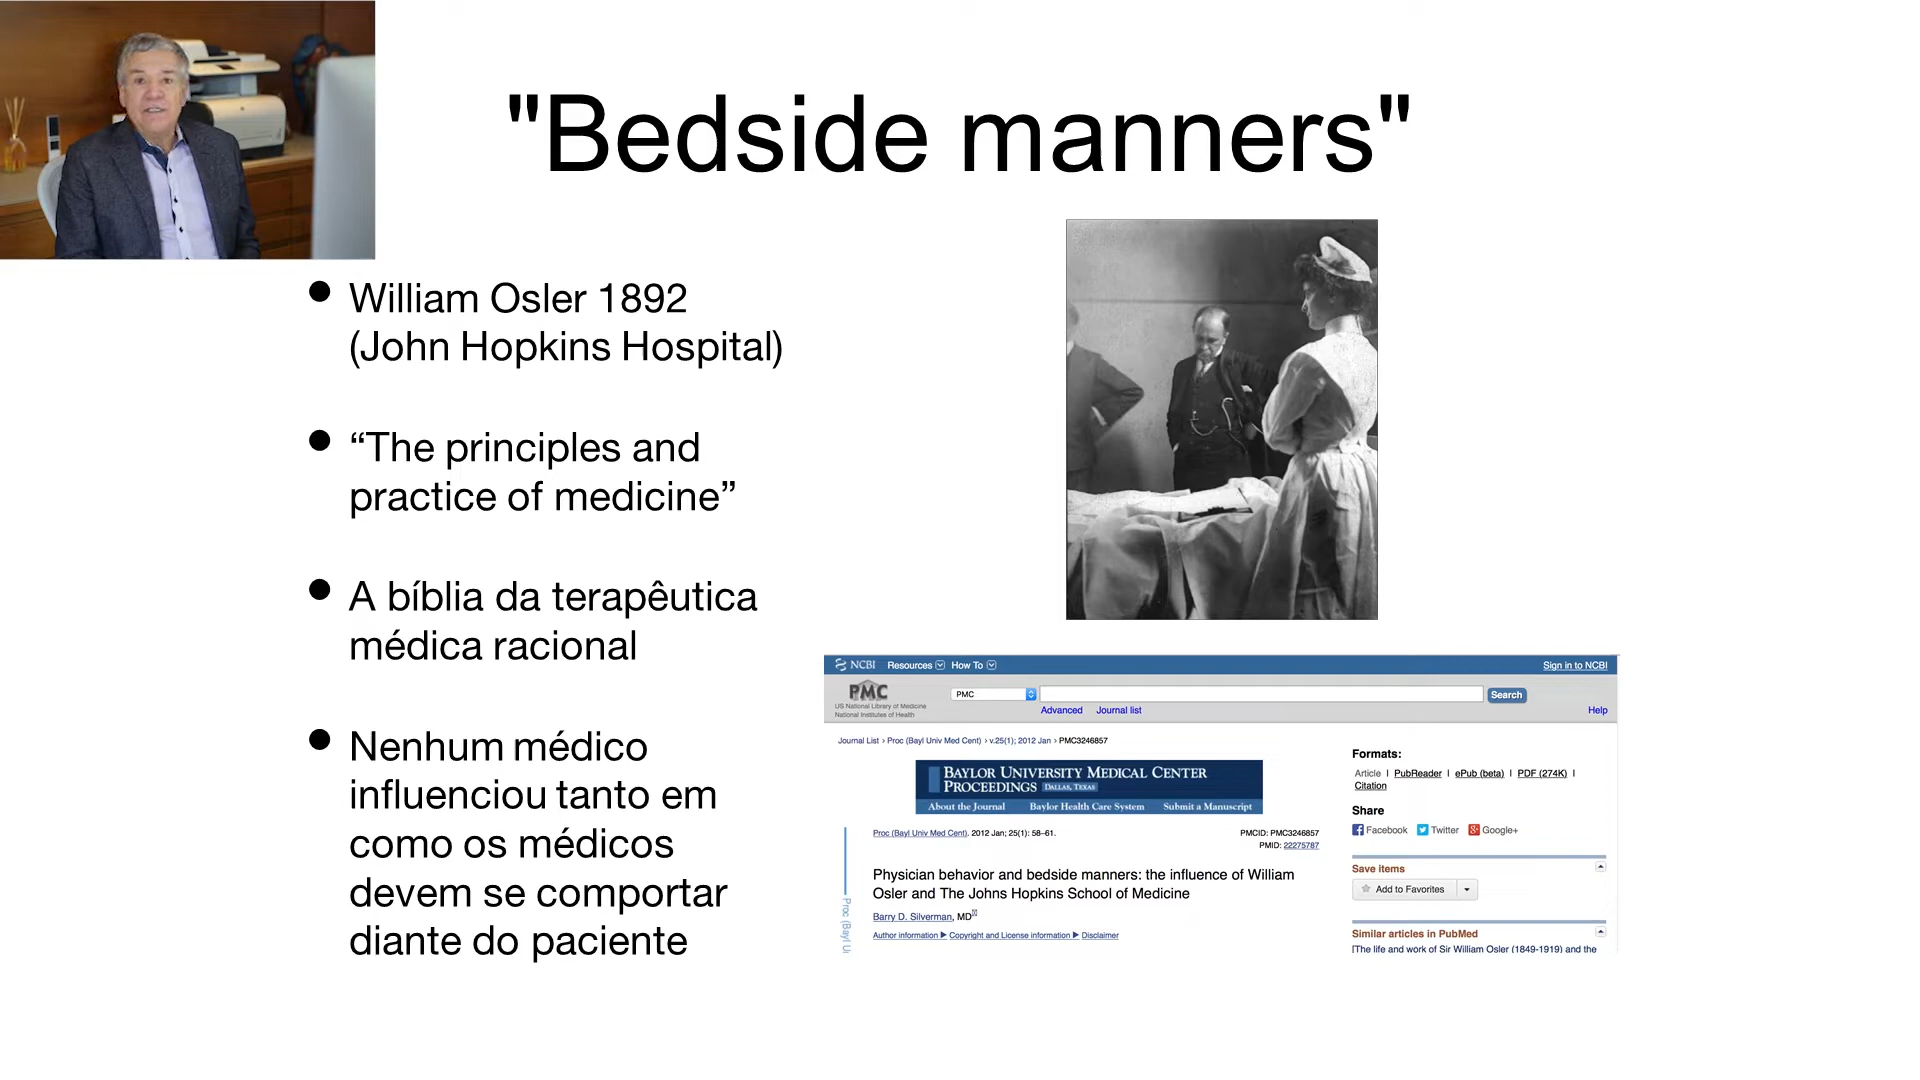 "Bedside manners"
William Osler 1892
(John Hopkins Hospital)
“The principles and
practice of medicine”
A bíblia da terapêutica
médica racional
Nenhum médico
influenciou tanto em
como os médicos
devem se comportar
diante do paciente
NCBI Resources How To Sign in to NCBI
PMC
US National Library of Medicine
National Institutes of Health
PMC Search
Advanced Journal list Help
Journal List > Proc (Bayl Univ Med Cent) > v.25(1); 2012 Jan > PMC3246857
BAYLOR UNIVERSITY MEDICAL CENTER
PROCEEDINGS DALLAS, TEXAS
About the Journal Baylor Health Care System Submit a Manuscript
Proc (Bayl Univ Med Cent). 2012 Jan; 25(1): 58–61.
PMCID: PMC3246857
PMID: 22275787
Physician behavior and bedside manners: the influence of William
Osler and The Johns Hopkins School of Medicine
Barry D. Silverman, MD
Author information ► Copyright and License information ► Disclaimer
Proc (Bayl
Formats:
Article | PubReader | ePub (beta) | PDF (274K) |
Citation
Share
Facebook Twitter Google+
Save items
Add to Favorites
Similar articles in PubMed
[The life and work of Sir William Osler (1849-1919) and the